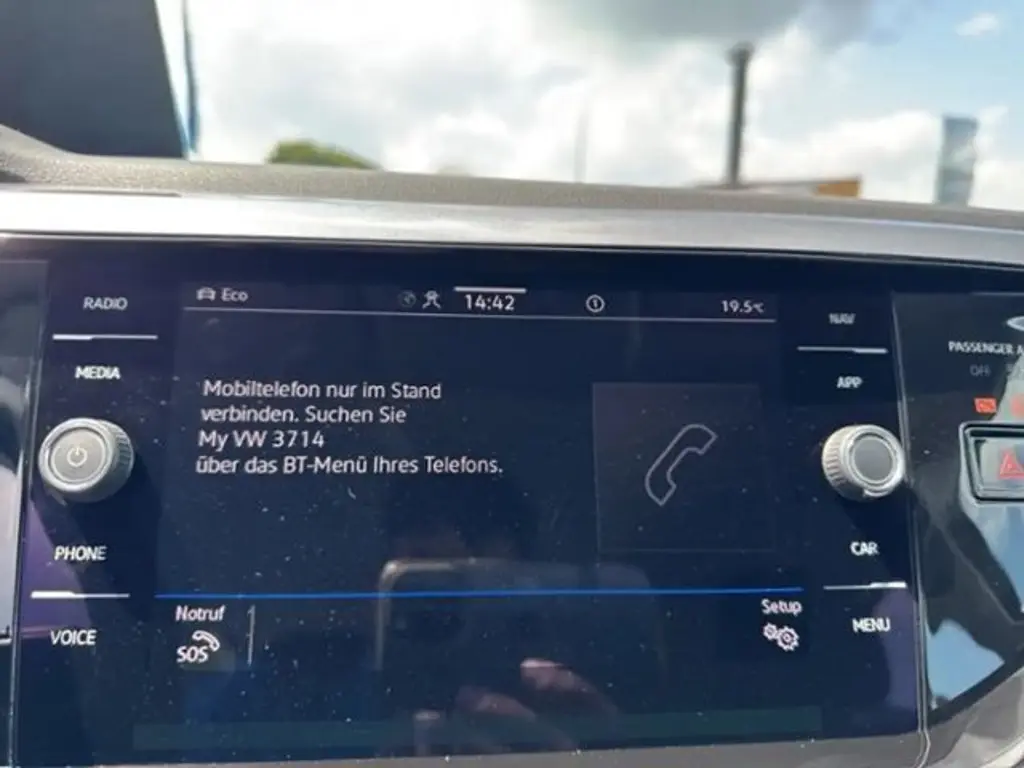 RADIO
MEDIA
PHONE
VOICE
Eco
14:42
19.5°C
Mobiltelefon nur im Stand
verbinden. Suchen Sie
My VW 3714
über das BT-Menü Ihres Telefons.
Notruf
SOS
Setup
NAV
APP
CAR
MENU
PASSENGER A
OFF